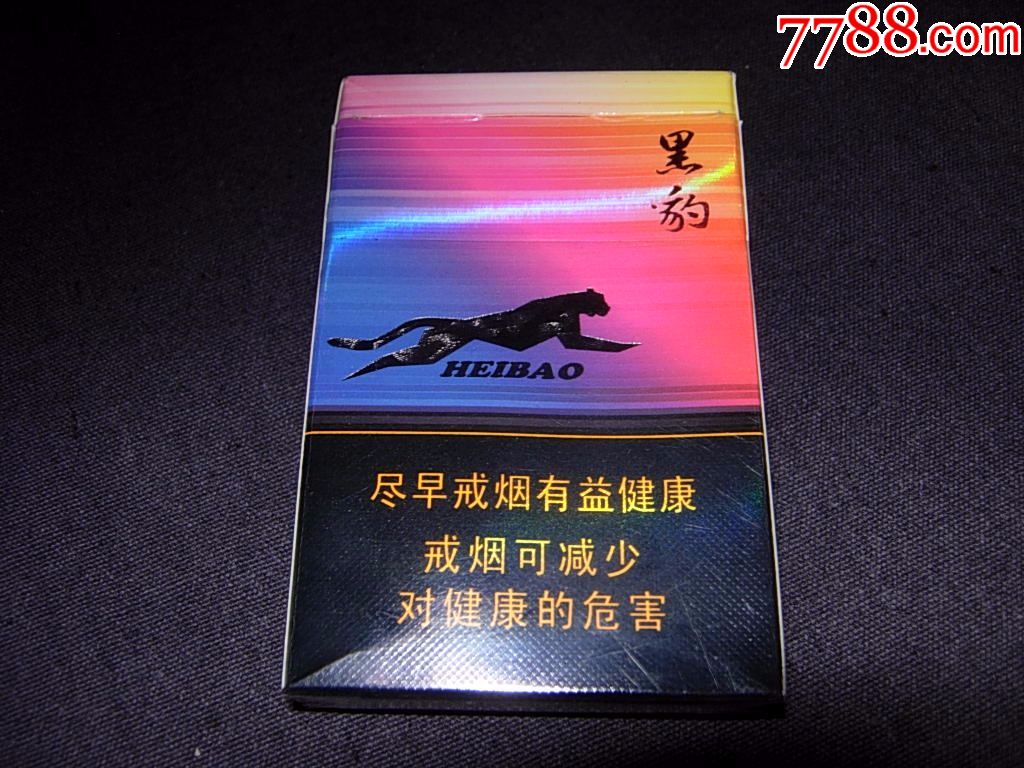 7788.com
黑
豹
HEIBAO
尽早戒烟有益健康
戒烟可减少
对健康的危害